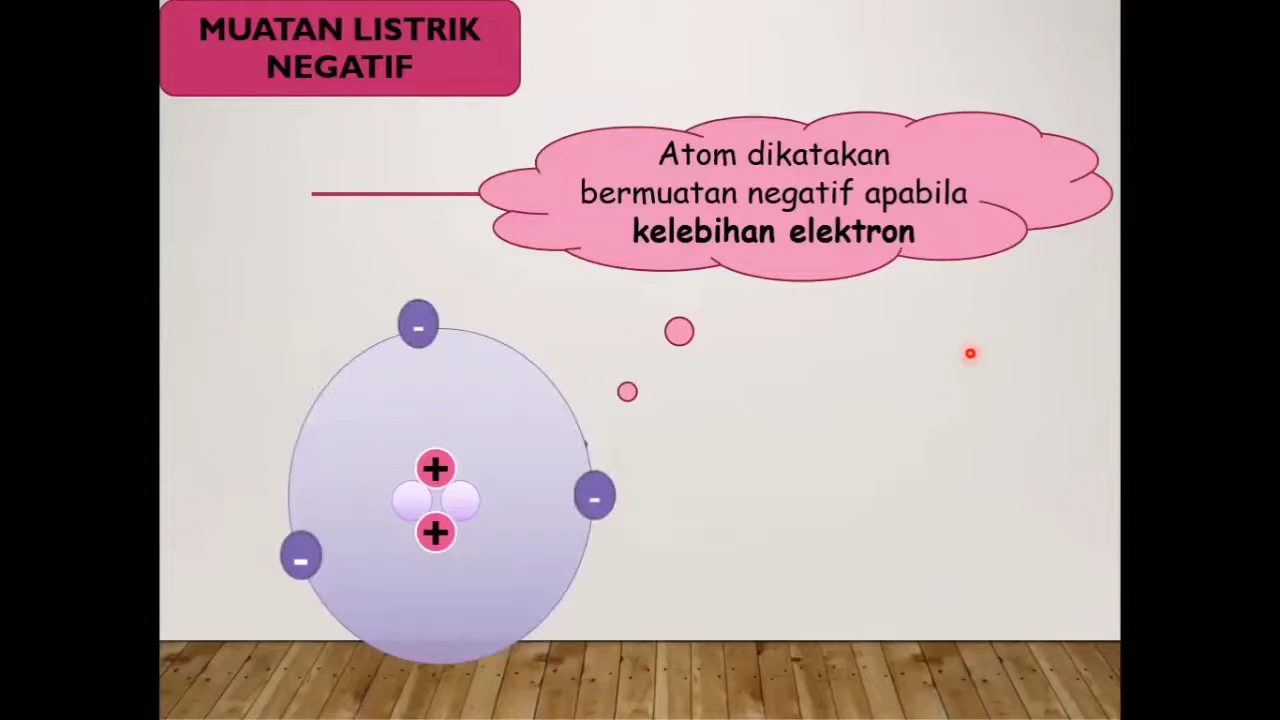 MUATAN LISTRIK
NEGATIF
Atom dikatakan
bermuatan negatif apabila
kelebihan elektron
-
+
-
+
-